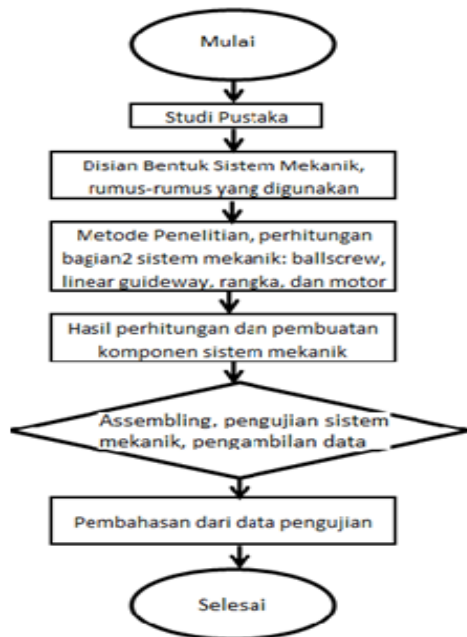 Mulai
Studi Pustaka
Disian Bentuk Sistem Mekanik,
rumus-rumus yang digunakan
Metode Penelitian, perhitungan
bagian2 sistem mekanik: ballscrew,
linear guideway, rangka, dan motor
Hasil perhitungan dan pembuatan
komponen sistem mekanik
Assembling, pengujian sistem
mekanik, pengambilan data
Pembahasan dari data pengujian
Selesai